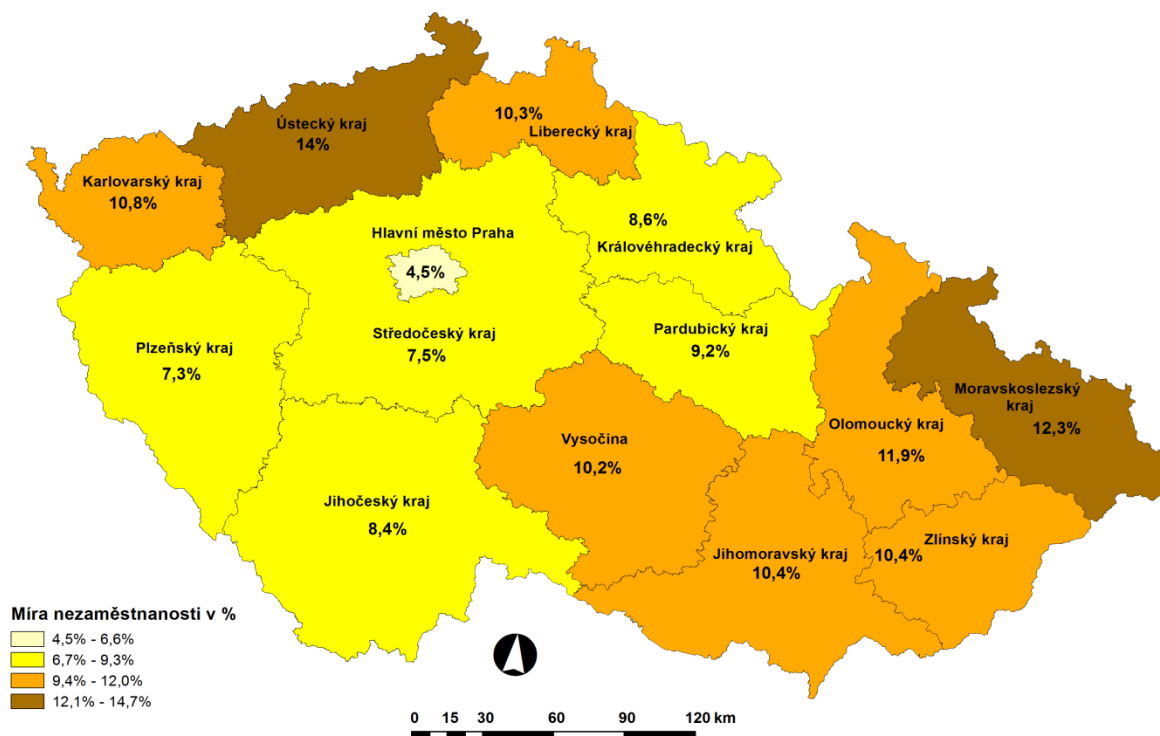 10,3%
Liberecký kraj
Ústecký kraj
14%
Karlovarský kraj
10,8%
8,6%
Královéhradecký kraj
Hlavní město Praha
4,5%
Středočeský kraj
7,5%
Pardubický kraj
9,2%
Plzeňský kraj
7,3%
Moravskoslezský
kraj
12,3%
Olomoucký kraj
11,9%
Vysočina
10,2%
Jihočeský kraj
8,4%
Jihomoravský kraj
10,4%
Zlínský kraj
10,4%
Míra nezaměstnanosti v %
4,5% - 6,6%
6,7% - 9,3%
9,4% - 12,0%
12,1% - 14,7%
0 15 30 60 90 120 km